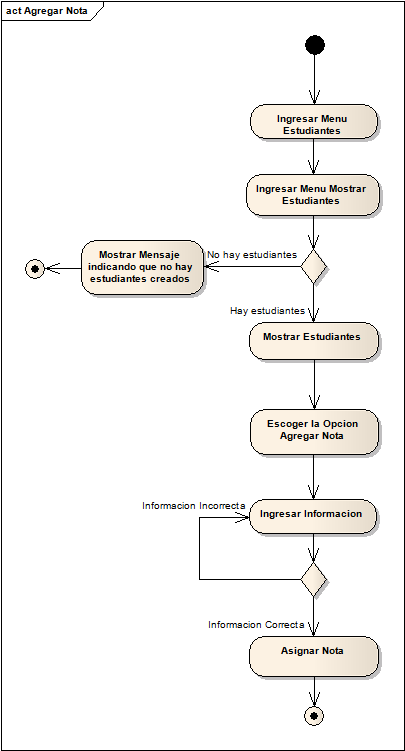 act Agregar Nota
Ingresar Menu
Estudiantes
Ingresar Menu Mostrar
Estudiantes
No hay estudiantes
Mostrar Mensaje
indicando que no hay
estudiantes creados
Hay estudiantes
Mostrar Estudiantes
Escoger la Opcion
Agregar Nota
Informacion Incorrecta
Ingresar Informacion
Informacion Correcta
Asignar Nota